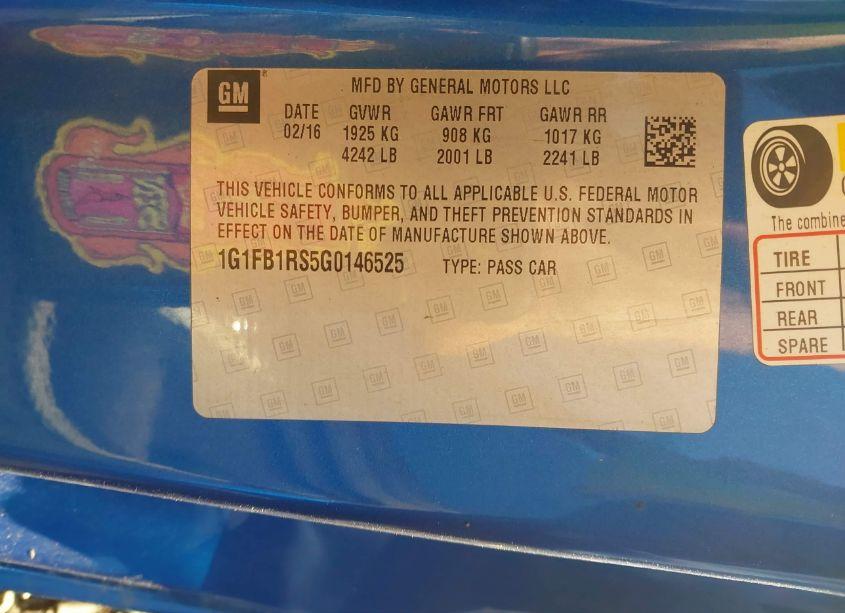 GM
MFD BY GENERAL MOTORS LLC
DATE GVWR GAWR FRT GAWR RR
02/16 1925 KG 908 KG 1017 KG
4242 LB 2001 LB 2241 LB
THIS VEHICLE CONFORMS TO ALL APPLICABLE U.S. FEDERAL MOTOR
VEHICLE SAFETY, BUMPER, AND THEFT PREVENTION STANDARDS IN
EFFECT ON THE DATE OF MANUFACTURE SHOWN ABOVE.
1G1FB1RS5G0146525 TYPE: PASS CAR
The combine
TIRE
FRONT
REAR
SPARE